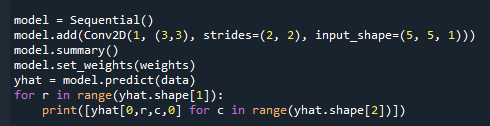 model = Sequential()
model.add(Conv2D(1, (3,3), strides=(2, 2), input_shape=(5, 5, 1)))
model.summary()
model.set_weights(weights)
yhat = model.predict(data)
for r in range(yhat.shape[1]):
    print([yhat[0,r,c,0] for c in range(yhat.shape[2])])